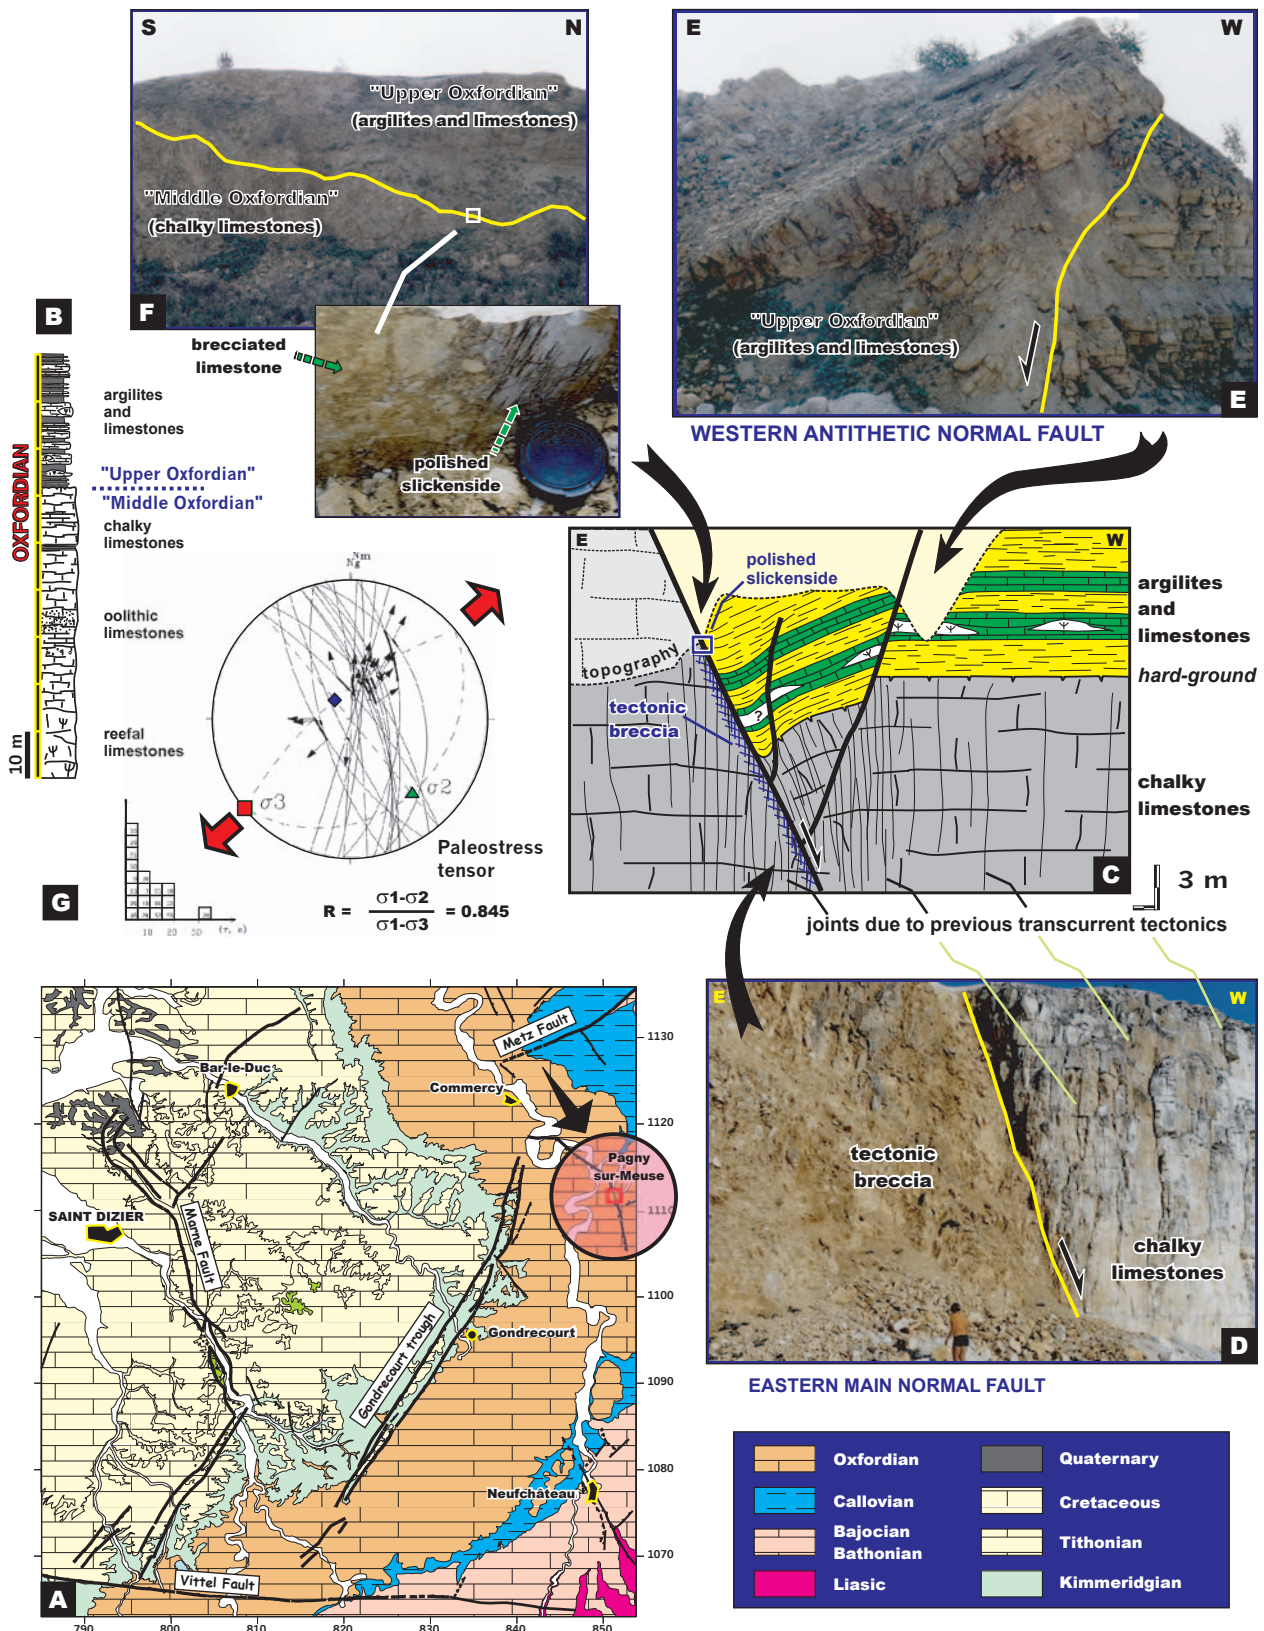 S
N
"Upper Oxfordian"
(argilites and limestones)
"Middle Oxfordian"
(chalky limestones)
F
E
W
"Upper Oxfordian"
(argilites and limestones)
E
WESTERN ANTITHETIC NORMAL FAULT
B
brecciated
limestone
polished
slickenside
OXFORDIAN
argilites
and
limestones
"Upper Oxfordian"
"Middle Oxfordian"
chalky
limestones
oolithic
limestones
reefal
limestones
10 m
Nm
Ng
σ3
σ2
Paleostress
tensor
G
R = σ1-σ2 / σ1-σ3 = 0.845
10 20 30
E
W
polished
slickenside
topography
tectonic
breccia
?
C
argilites
and
limestones
hard-ground
chalky
limestones
3 m
joints due to previous transcurrent tectonics
E
W
tectonic
breccia
chalky
limestones
D
EASTERN MAIN NORMAL FAULT
Metz Fault
Bar-le-Duc
Commercy
Pagny
sur-Meuse
SAINT DIZIER
Marne Fault
Gondrecourt trough
Gondrecourt
Neufchâteau
Vittel Fault
A
1130
1120
1110
1100
1090
1080
1070
790 800 810 820 830 840 850
Oxfordian
Callovian
Bajocian
Bathonian
Liasic
Quaternary
Cretaceous
Tithonian
Kimmeridgian